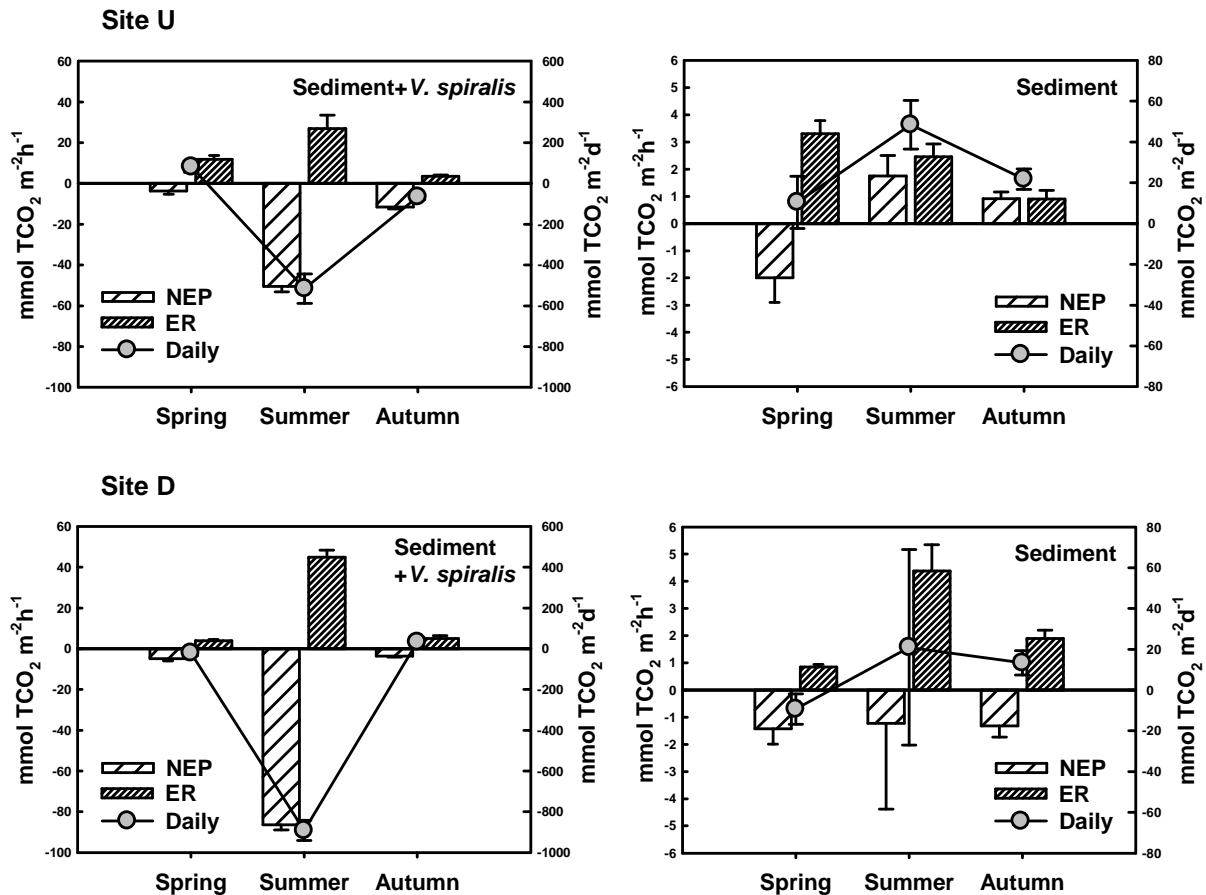 Site U
Sediment+V. spiralis
mmol TCO2 m-2h-1
60
40
20
0
-20
-40
-60
-80
-100
600
400
200
0
-200
-400
-600
-800
-1000
mmol TCO2 m-2d-1
NEP
ER
Daily
Spring Summer Autumn
Sediment
mmol TCO2 m-2h-1
6
5
4
3
2
1
0
-1
-2
-3
-4
-5
-6
80
60
40
20
0
-20
-40
-60
-80
mmol TCO2 m-2d-1
NEP
ER
Daily
Spring Summer Autumn
Site D
Sediment
+V. spiralis
mmol TCO2 m-2h-1
60
40
20
0
-20
-40
-60
-80
-100
600
400
200
0
-200
-400
-600
-800
-1000
mmol TCO2 m-2d-1
NEP
ER
Daily
Spring Summer Autumn
Sediment
mmol TCO2 m-2h-1
6
5
4
3
2
1
0
-1
-2
-3
-4
-5
-6
80
60
40
20
0
-20
-40
-60
-80
mmol TCO2 m-2d-1
NEP
ER
Daily
Spring Summer Autumn